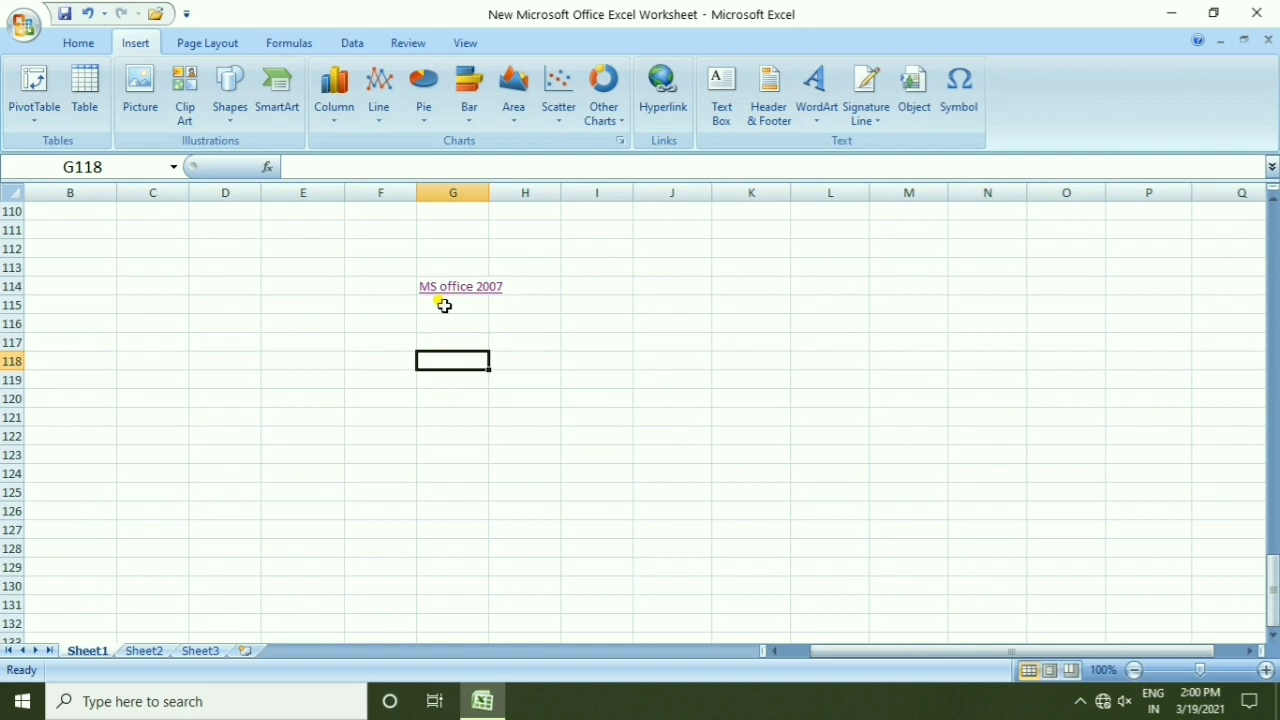 New Microsoft Office Excel Worksheet - Microsoft Excel
Home Insert Page Layout Formulas Data Review View
PivotTable Table Picture Clip Art Shapes SmartArt Column Line Pie Bar Area Scatter Other Charts Hyperlink Text Box Header & Footer WordArt Signature Line Object Symbol
Tables Illustrations Charts Links Text
G118 fx
B C D E F G H I J K L M N O P Q
110
111
112
113
114 MS office 2007
115
116
117
118
119
120
121
122
123
124
125
126
127
128
129
130
131
132
133
Sheet1 Sheet2 Sheet3
Ready 100%
Type here to search ENG IN 2:00 PM 3/19/2021